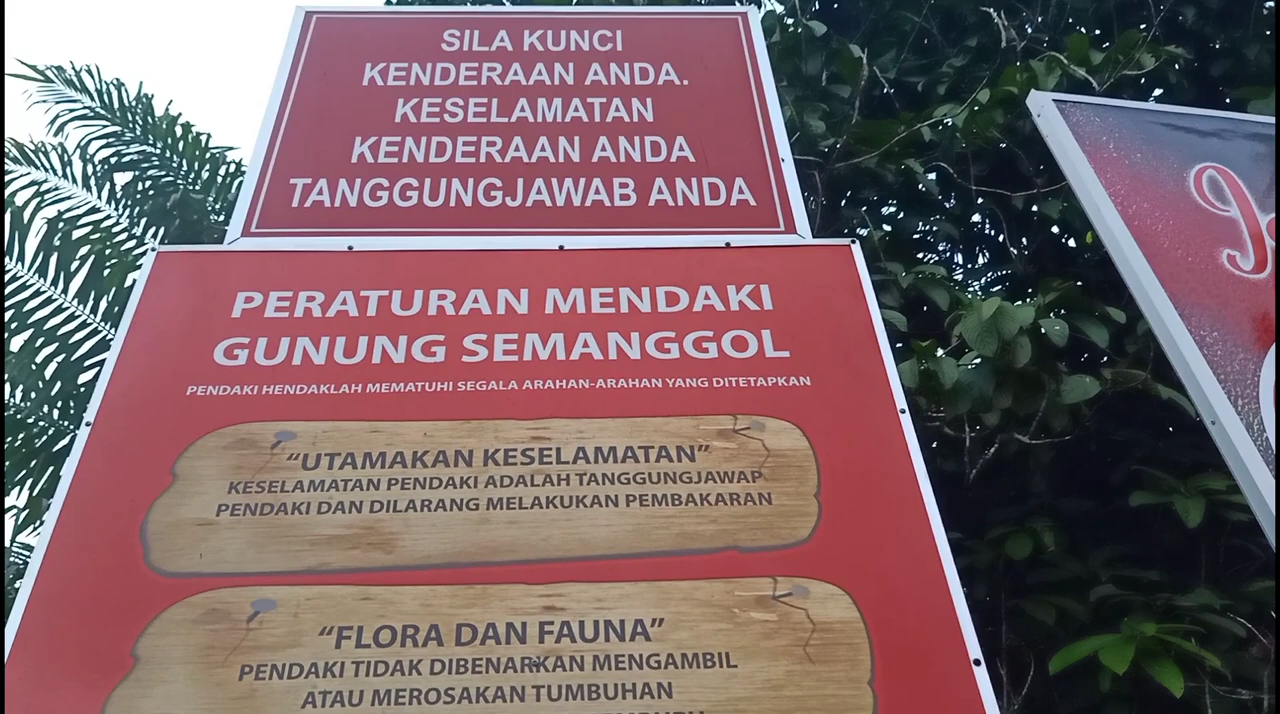 SILA KUNCI
KENDERAAN ANDA.
KESELAMATAN
KENDERAAN ANDA
TANGGUNGJAWAB ANDA
PERATURAN MENDAKI
GUNUNG SEMANGGOL
PENDAKI HENDAKLAH MEMATUHI SEGALA ARAHAN-ARAHAN YANG DITETAPKAN
"UTAMAKAN KESELAMATAN"
KESELAMATAN PENDAKI ADALAH TANGGUNGJAWAP
PENDAKI DAN DILARANG MELAKUKAN PEMBAKARAN
"FLORA DAN FAUNA"
PENDAKI TIDAK DIBENARKAN MENGAMBIL
ATAU MEROSAKAN TUMBUHAN